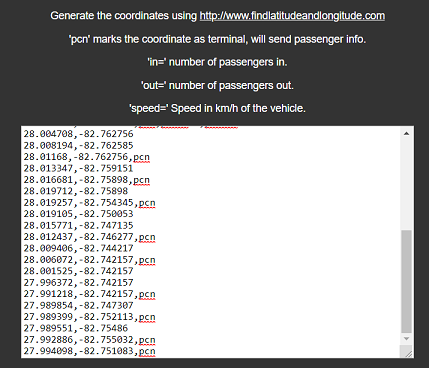 Generate the coordinates using http://www.findlatitudeandlongitude.com
'pcn' marks the coordinate as terminal, will send passenger info.
'in=' number of passengers in.
'out=' number of passengers out.
'speed=' Speed in km/h of the vehicle.
28.004708,-82.762756
28.008194,-82.762585
28.01168,-82.762756,pcn
28.013347,-82.759151
28.016681,-82.75898,pcn
28.019712,-82.75898
28.019257,-82.754345,pcn
28.019105,-82.750053
28.015771,-82.747135
28.012437,-82.746277,pcn
28.009406,-82.744217
28.006072,-82.742157,pcn
28.001525,-82.742157
27.996372,-82.742157
27.991218,-82.742157,pcn
27.989854,-82.747307
27.989399,-82.752113,pcn
27.989551,-82.75486
27.992886,-82.755032,pcn
27.994098,-82.751083,pcn